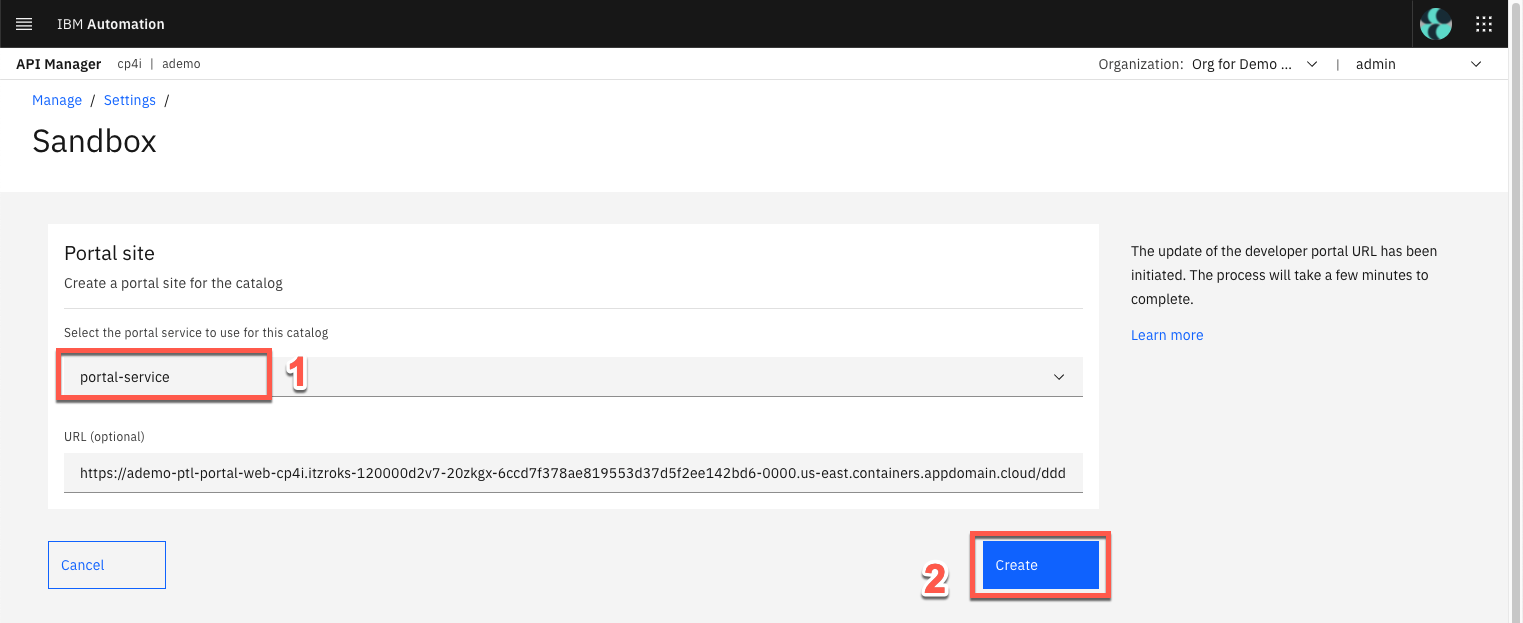 IBM Automation
API Manager cp4i | ademo Organization: Org for Demo ... | admin
Manage / Settings /
Sandbox
Portal site
Create a portal site for the catalog
Select the portal service to use for this catalog
portal-service 1
URL (optional)
https://ademo-ptl-portal-web-cp4i.itzroks-120000d2v7-20zkgx-6ccd7f378ae819553d37d5f2ee142bd6-0000.us-east.containers.appdomain.cloud/ddd
The update of the developer portal URL has been
initiated. The process will take a few minutes to
complete.
Learn more
Cancel
2 Create